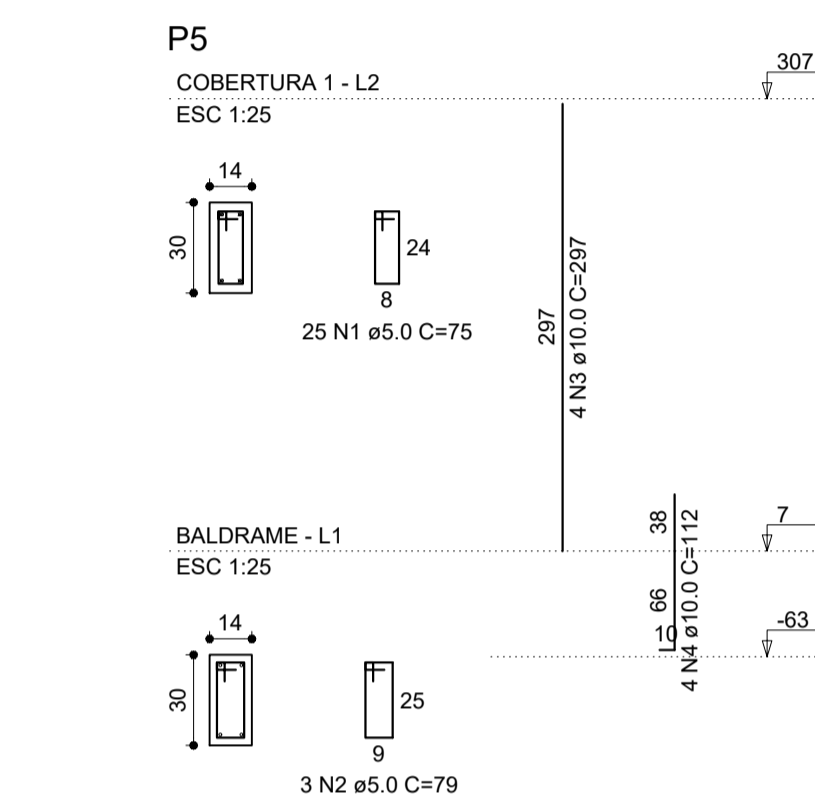 P5
COBERTURA 1 - L2
307
ESC 1:25
14
30
24
8
25 N1 ø5.0 C=75
297
4 N3 ø10.0 C=297
BALDRAME - L1
7
ESC 1:25
38
66
10
4 N4 ø10.0 C=112
-63
14
30
25
9
3 N2 ø5.0 C=79